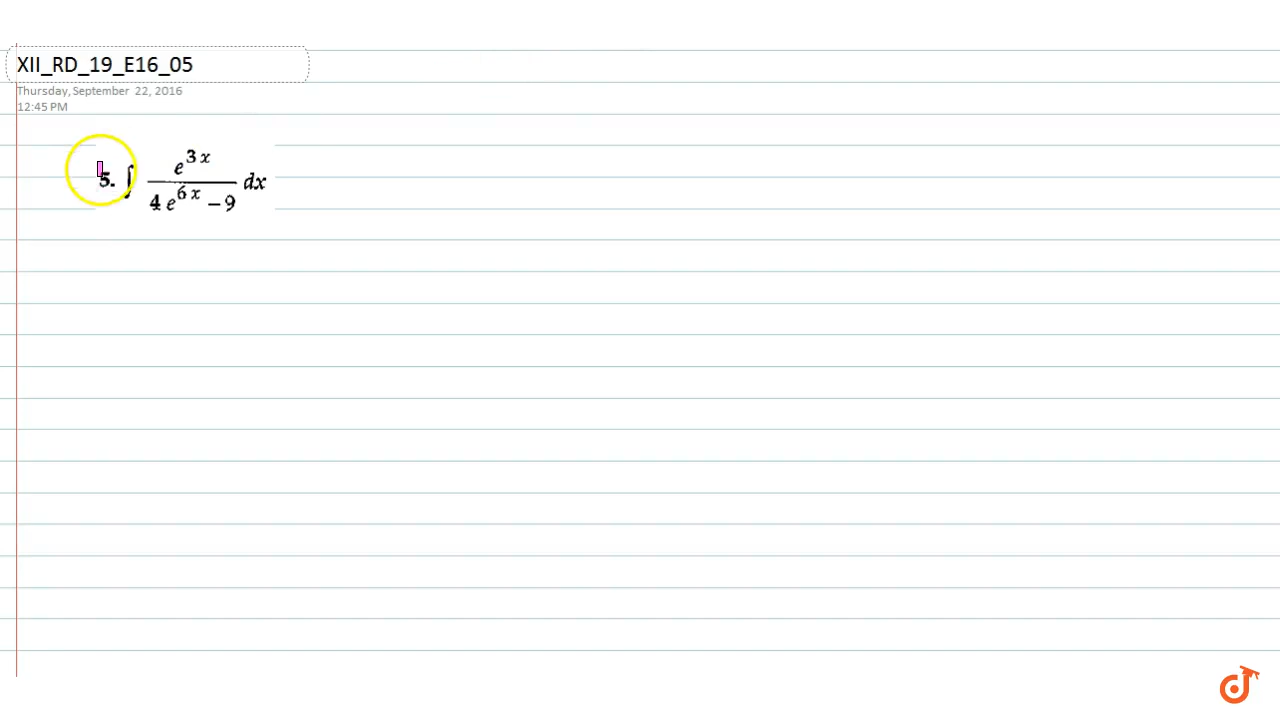 XII_RD_19_E16_05
Thursday, September 22, 2016
12:45 PM
5. ∫ e^{3x} / (4e^{6x} − 9) dx